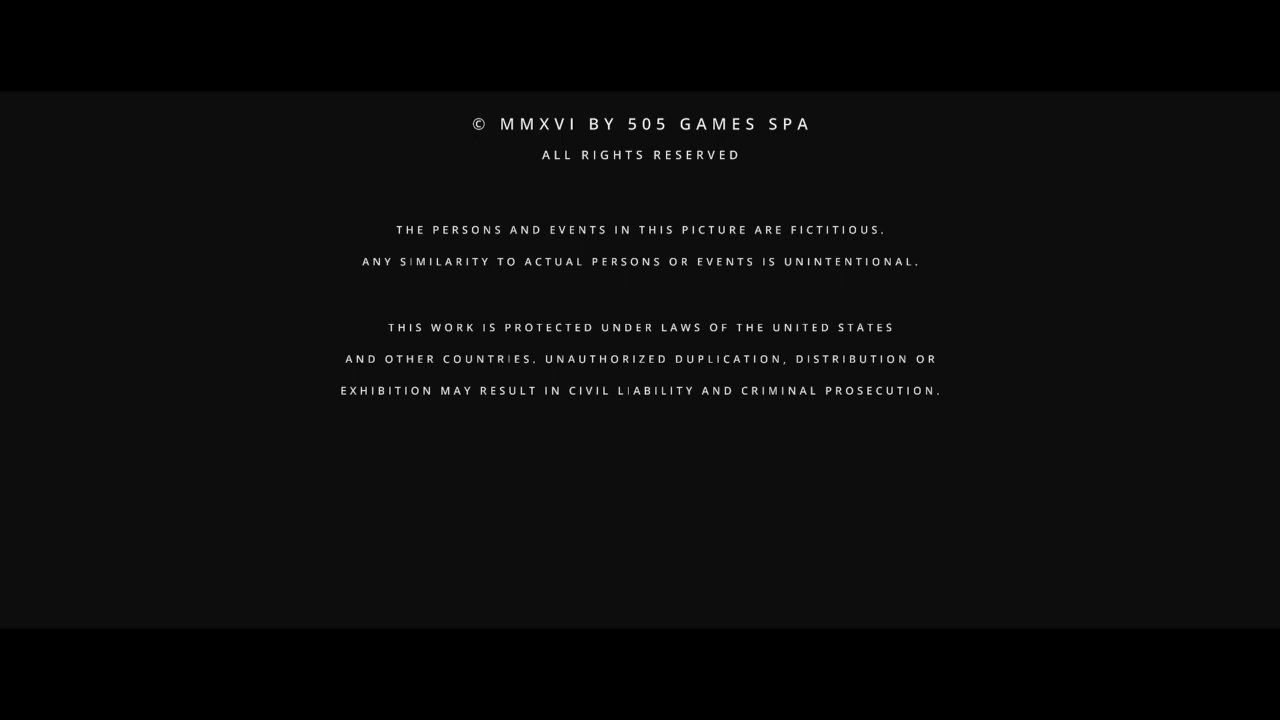 © MMXVI BY 505 GAMES SPA
ALL RIGHTS RESERVED
THE PERSONS AND EVENTS IN THIS PICTURE ARE FICTITIOUS.
ANY SIMILARITY TO ACTUAL PERSONS OR EVENTS IS UNINTENTIONAL.
THIS WORK IS PROTECTED UNDER LAWS OF THE UNITED STATES
AND OTHER COUNTRIES. UNAUTHORIZED DUPLICATION, DISTRIBUTION OR
EXHIBITION MAY RESULT IN CIVIL LIABILITY AND CRIMINAL PROSECUTION.